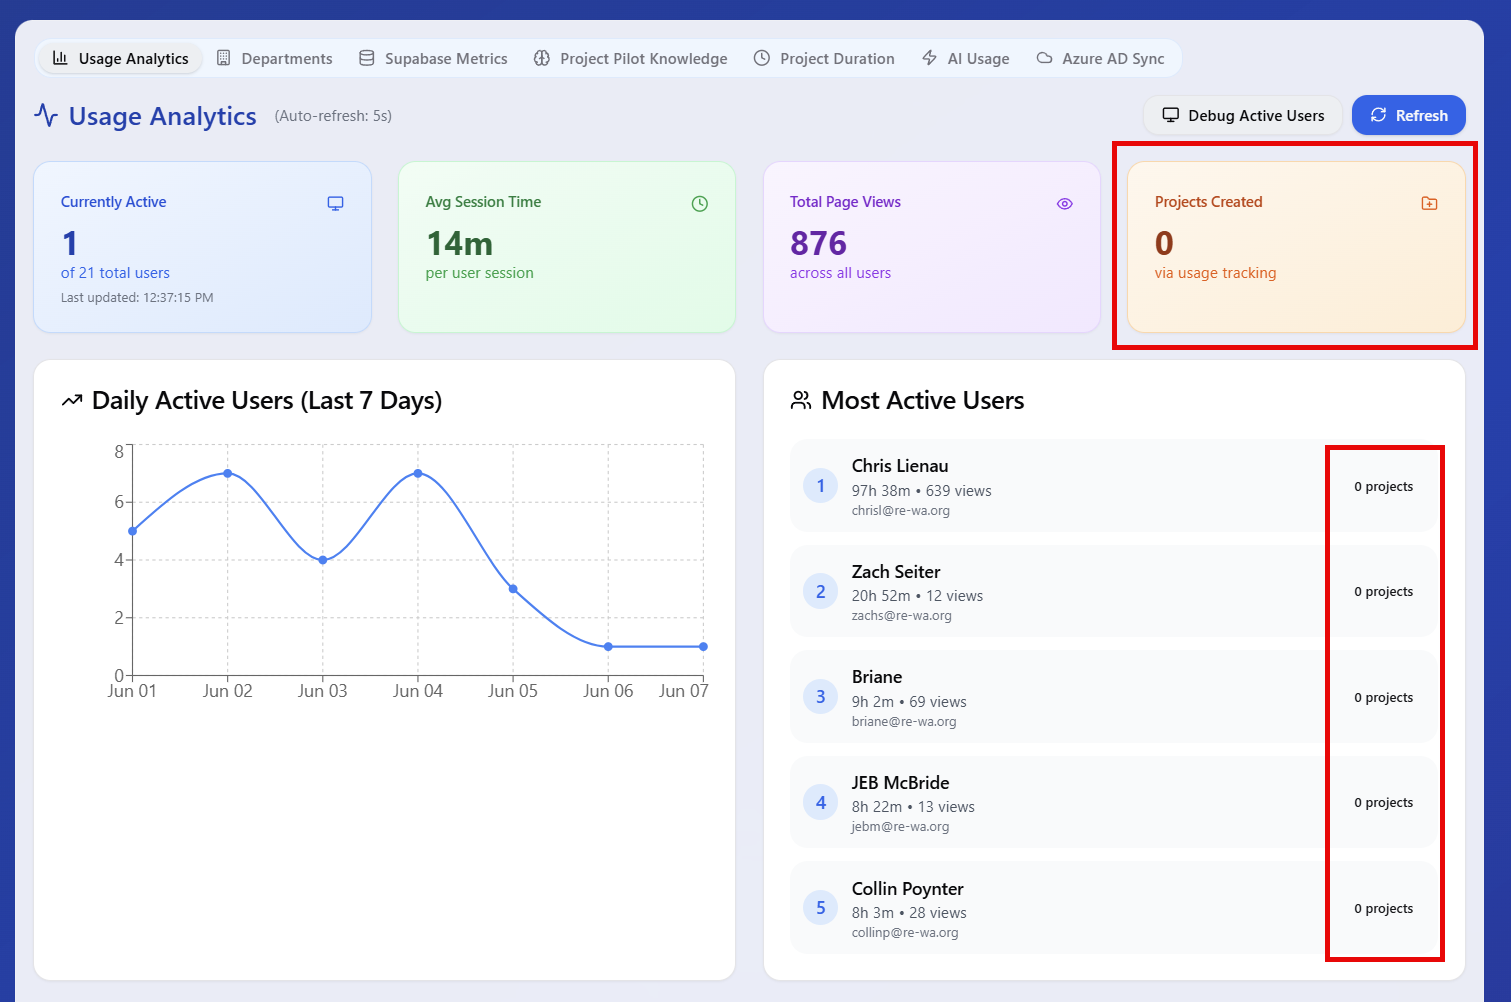 Usage Analytics
Departments
Supabase Metrics
Project Pilot Knowledge
Project Duration
AI Usage
Azure AD Sync
Usage Analytics (Auto-refresh: 5s)
Debug Active Users
Refresh
Currently Active
1
of 21 total users
Last updated: 12:37:15 PM
Avg Session Time
14m
per user session
Total Page Views
876
across all users
Projects Created
0
via usage tracking
Daily Active Users (Last 7 Days)
8
6
4
2
0
Jun 01
Jun 02
Jun 03
Jun 04
Jun 05
Jun 06
Jun 07
Most Active Users
1
Chris Lienau
97h 38m • 639 views
chrisl@re-wa.org
0 projects
2
Zach Seiter
20h 52m • 12 views
zachs@re-wa.org
0 projects
3
Briane
9h 2m • 69 views
briane@re-wa.org
0 projects
4
JEB McBride
8h 22m • 13 views
jebm@re-wa.org
0 projects
5
Collin Poynter
8h 3m • 28 views
collinp@re-wa.org
0 projects